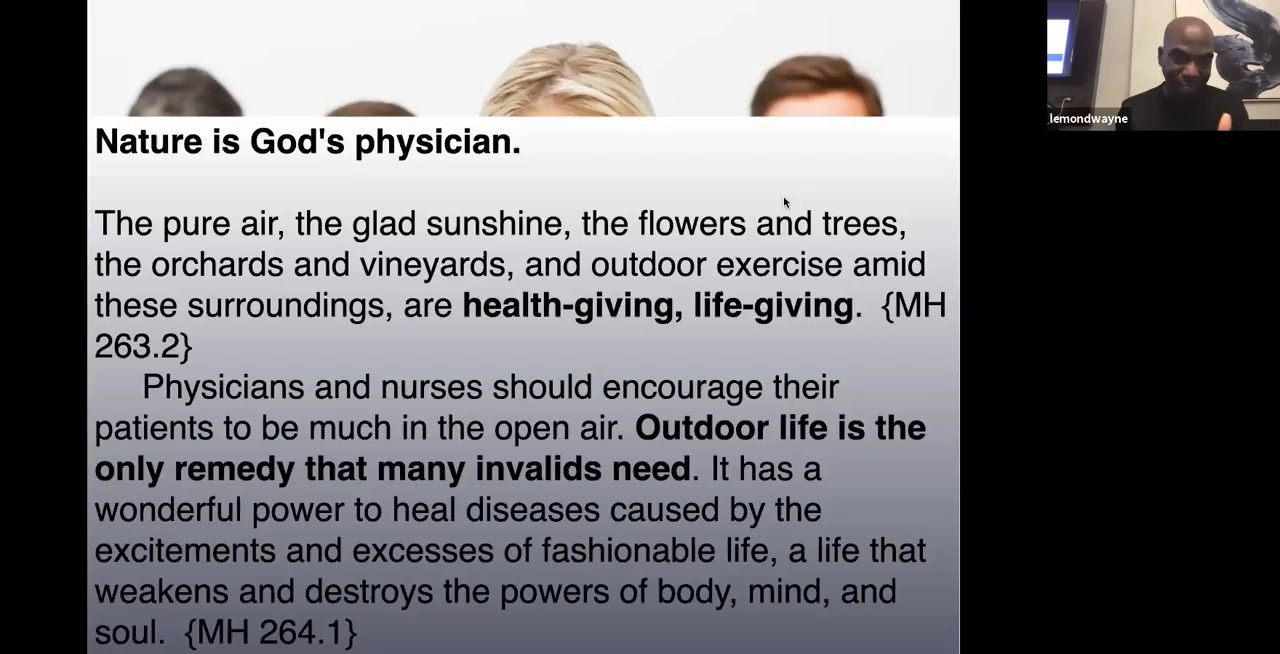 Nature is God's physician.
The pure air, the glad sunshine, the flowers and trees,
the orchards and vineyards, and outdoor exercise amid
these surroundings, are health-giving, life-giving.  {MH
263.2}
Physicians and nurses should encourage their
patients to be much in the open air. Outdoor life is the
only remedy that many invalids need. It has a
wonderful power to heal diseases caused by the
excitements and excesses of fashionable life, a life that
weakens and destroys the powers of body, mind, and
soul.  {MH 264.1}
lemondwayne